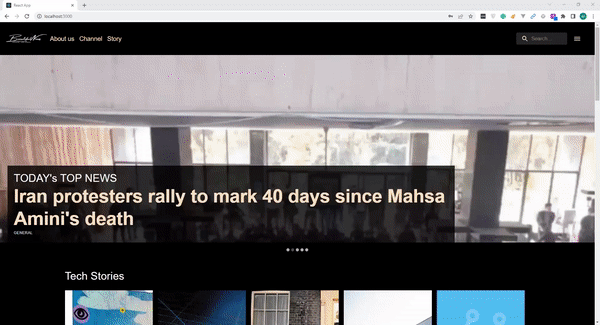 React App
localhost:3000
About us Channel Story
Search
TODAY's TOP NEWS
Iran protesters rally to mark 40 days since Mahsa
Amini's death
GENERAL
Tech Stories